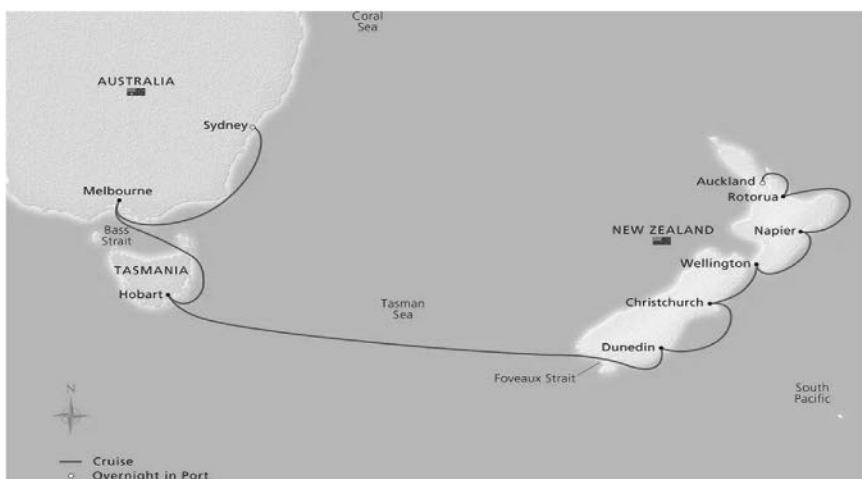 Coral
Sea
AUSTRALIA
Sydney
Melbourne
Bass
Strait
TASMANIA
Hobart
Tasman
Sea
Auckland
Rotorua
NEW ZEALAND
Napier
Wellington
Christchurch
Dunedin
Foveaux Strait
South
Pacific
N
Cruise
Overnight in Port